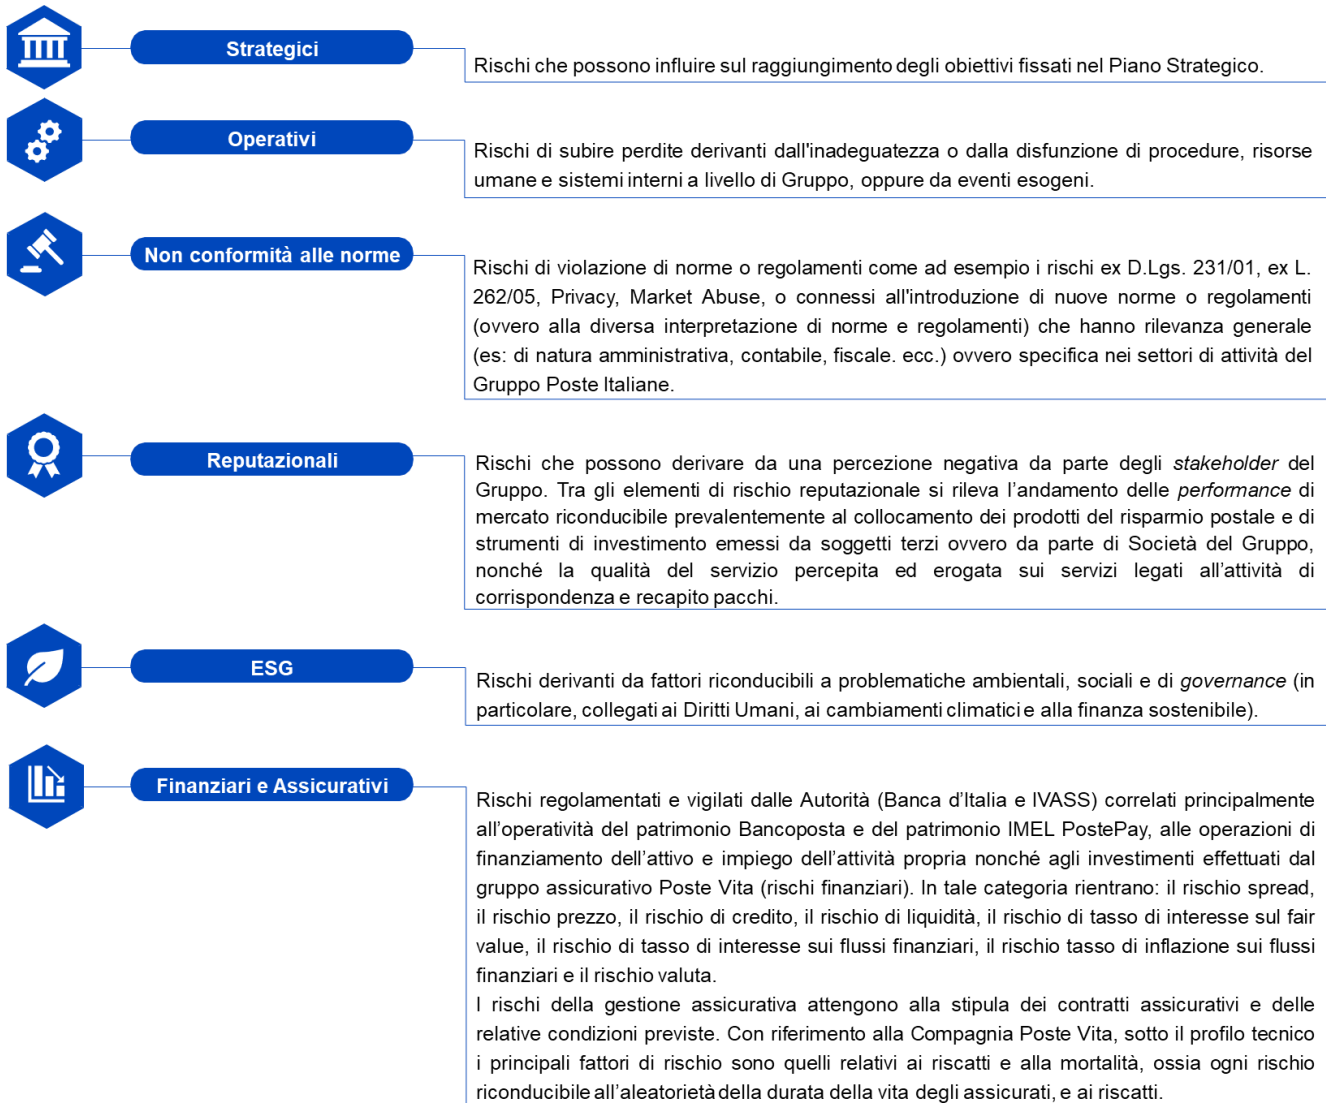 Strategici
Rischi che possono influire sul raggiungimento degli obiettivi fissati nel Piano Strategico.
Operativi
Rischi di subire perdite derivanti dall'inadeguatezza o dalla disfunzione di procedure, risorse
umane e sistemi interni a livello di Gruppo, oppure da eventi esogeni.
Non conformità alle norme
Rischi di violazione di norme o regolamenti come ad esempio i rischi ex D.Lgs. 231/01, ex L.
262/05, Privacy, Market Abuse, o connessi all'introduzione di nuove norme o regolamenti
(ovvero alla diversa interpretazione di norme e regolamenti) che hanno rilevanza generale
(es: di natura amministrativa, contabile, fiscale. ecc.) ovvero specifica nei settori di attività del
Gruppo Poste Italiane.
Reputazionali
Rischi che possono derivare da una percezione negativa da parte degli stakeholder del
Gruppo. Tra gli elementi di rischio reputazionale si rileva l'andamento delle performance di
mercato riconducibile prevalentemente al collocamento dei prodotti del risparmio postale e di
strumenti di investimento emessi da soggetti terzi ovvero da parte di Società del Gruppo,
nonché la qualità del servizio percepita ed erogata sui servizi legati all'attività di
corrispondenza e recapito pacchi.
ESG
Rischi derivanti da fattori riconducibili a problematiche ambientali, sociali e di governance (in
particolare, collegati ai Diritti Umani, ai cambiamenti climatici e alla finanza sostenibile).
Finanziari e Assicurativi
Rischi regolamentati e vigilati dalle Autorità (Banca d'Italia e IVASS) correlati principalmente
all'operatività del patrimonio Bancoposta e del patrimonio IMEL PostePay, alle operazioni di
finanziamento dell'attivo e impiego dell'attività propria nonché agli investimenti effettuati dal
gruppo assicurativo Poste Vita (rischi finanziari). In tale categoria rientrano: il rischio spread,
il rischio prezzo, il rischio di credito, il rischio di liquidità, il rischio di tasso di interesse sul fair
value, il rischio di tasso di interesse sui flussi finanziari, il rischio tasso di inflazione sui flussi
finanziari e il rischio valuta.
I rischi della gestione assicurativa attengono alla stipula dei contratti assicurativi e delle
relative condizioni previste. Con riferimento alla Compagnia Poste Vita, sotto il profilo tecnico
i principali fattori di rischio sono quelli relativi ai riscatti e alla mortalità, ossia ogni rischio
riconducibile all'aleatorietà della durata della vita degli assicurati, e ai riscatti.